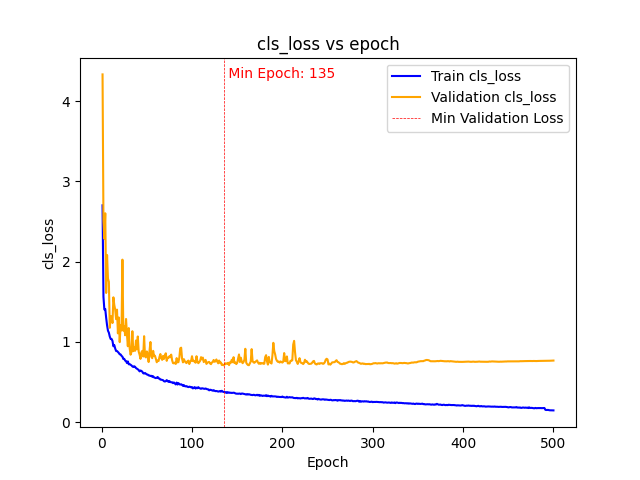 cls_loss vs epoch
Min Epoch: 135
Train cls_loss
Validation cls_loss
Min Validation Loss
cls_loss
4
3
2
1
0
0 100 200 300 400 500
Epoch